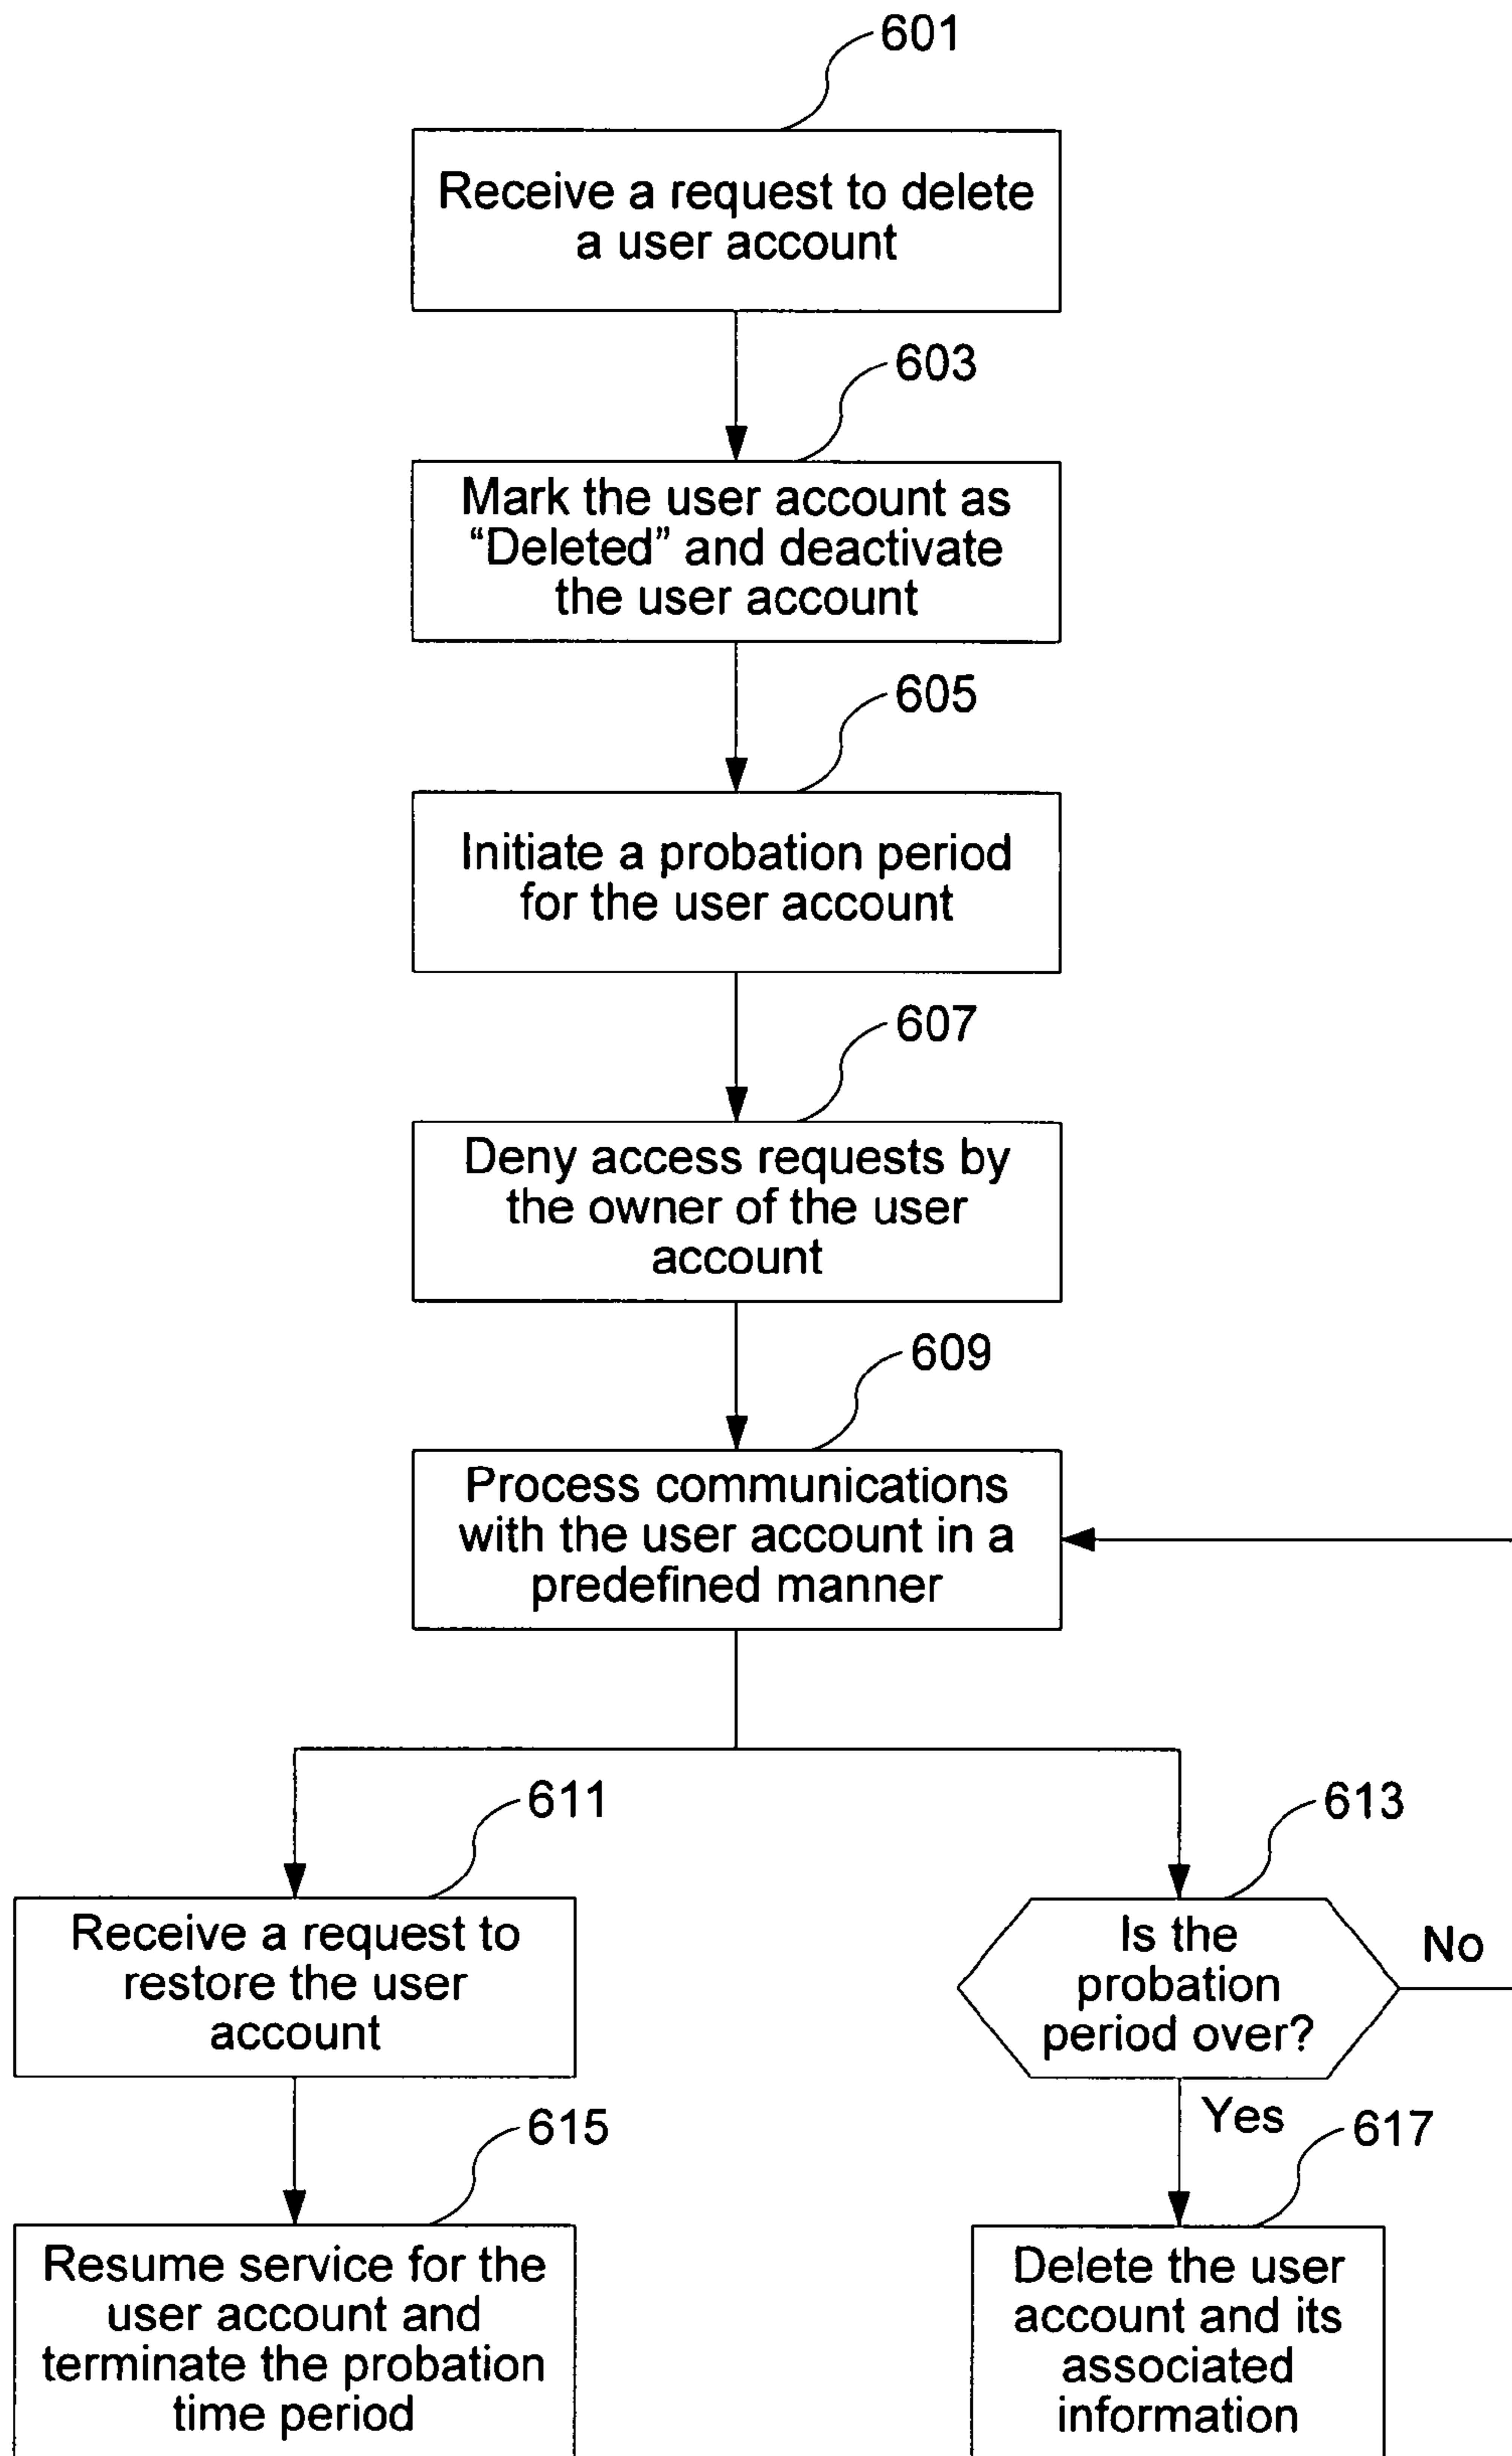 601
Receive a request to delete
a user account
603
Mark the user account as
“Deleted” and deactivate
the user account
605
Initiate a probation period
for the user account
607
Deny access requests by
the owner of the user
account
609
Process communications
with the user account in a
predefined manner
611
Receive a request to
restore the user
account
613
Is the
probation
period over?
No
Yes
615
Resume service for the
user account and
terminate the probation
time period
617
Delete the user
account and its
associated
information